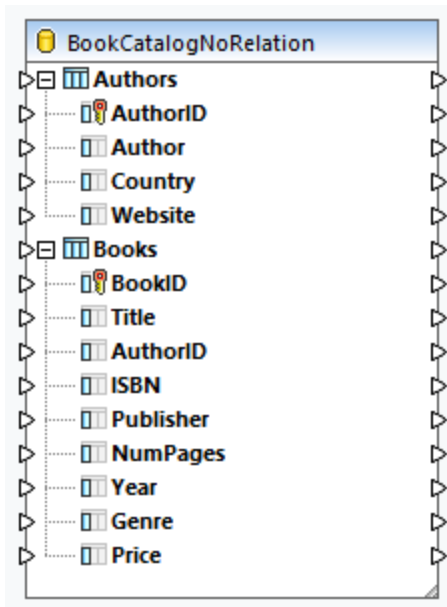 BookCatalogNoRelation
Authors
AuthorID
Author
Country
Website
Books
BookID
Title
AuthorID
ISBN
Publisher
NumPages
Year
Genre
Price